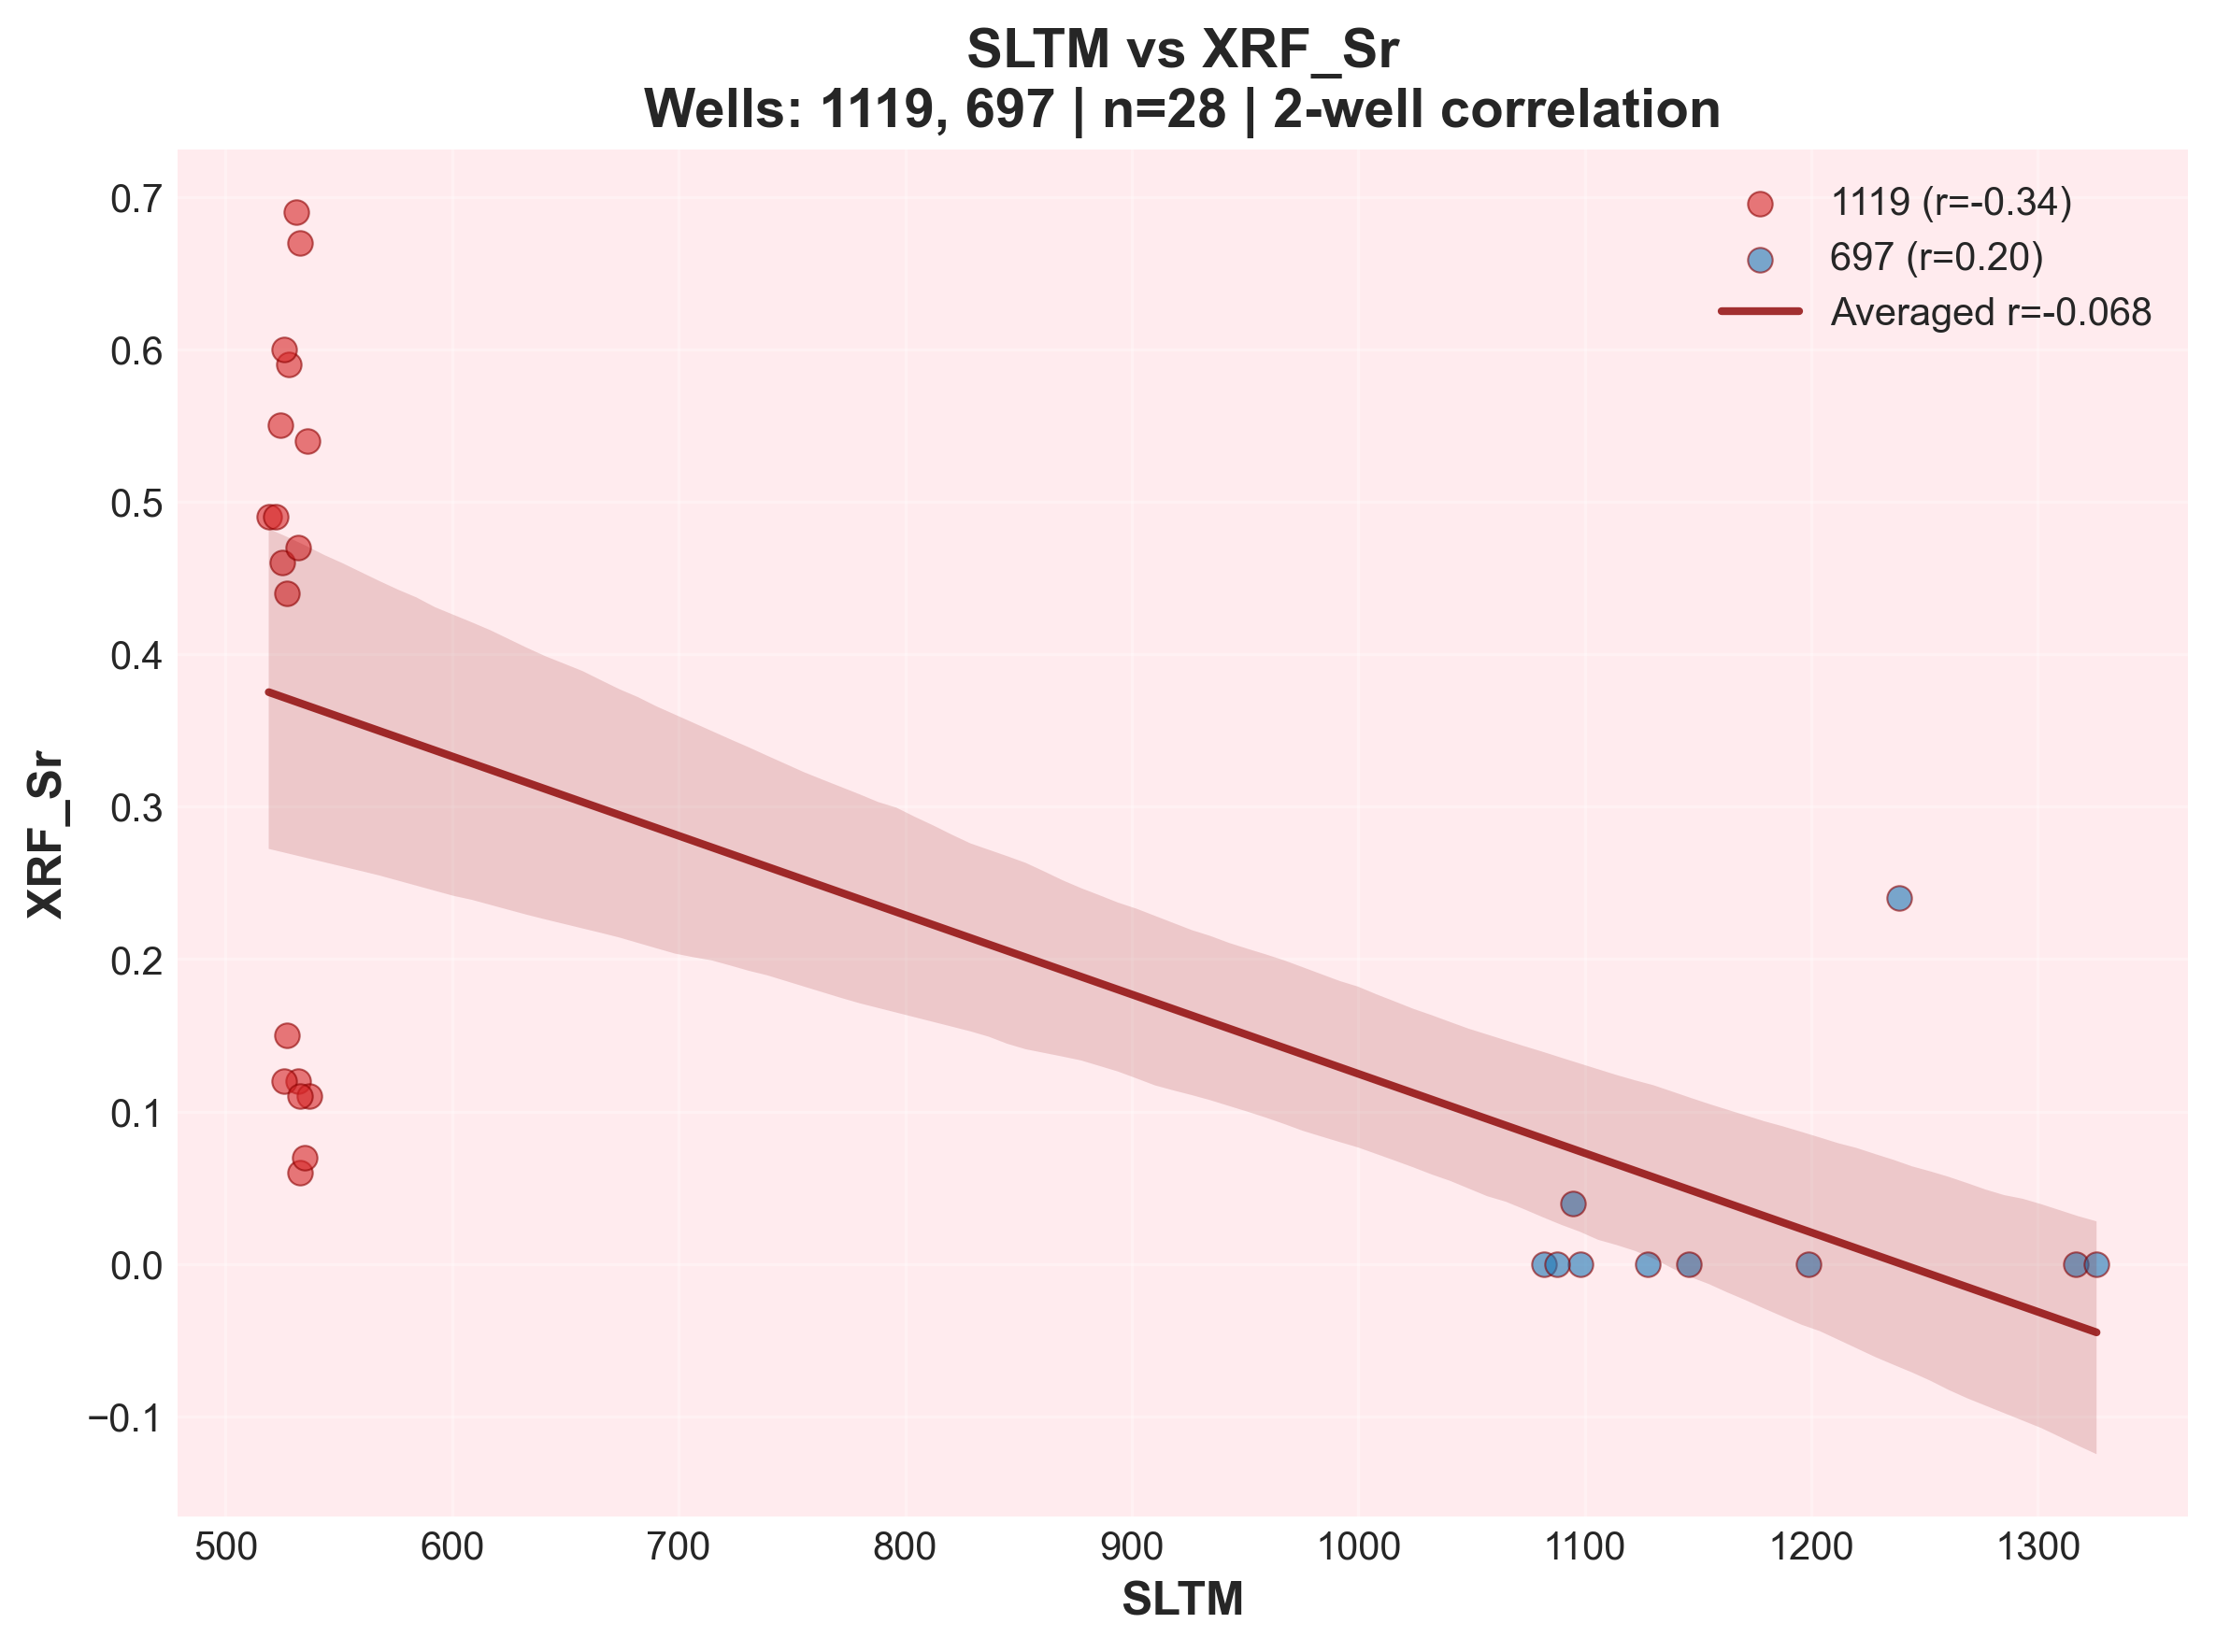 SLTM vs XRF_Sr
Wells: 1119, 697 | n=28 | 2-well correlation
1119 (r=-0.34)
697 (r=0.20)
Averaged r=-0.068
XRF_Sr
0.7
0.6
0.5
0.4
0.3
0.2
0.1
0.0
−0.1
500 600 700 800 900 1000 1100 1200 1300
SLTM